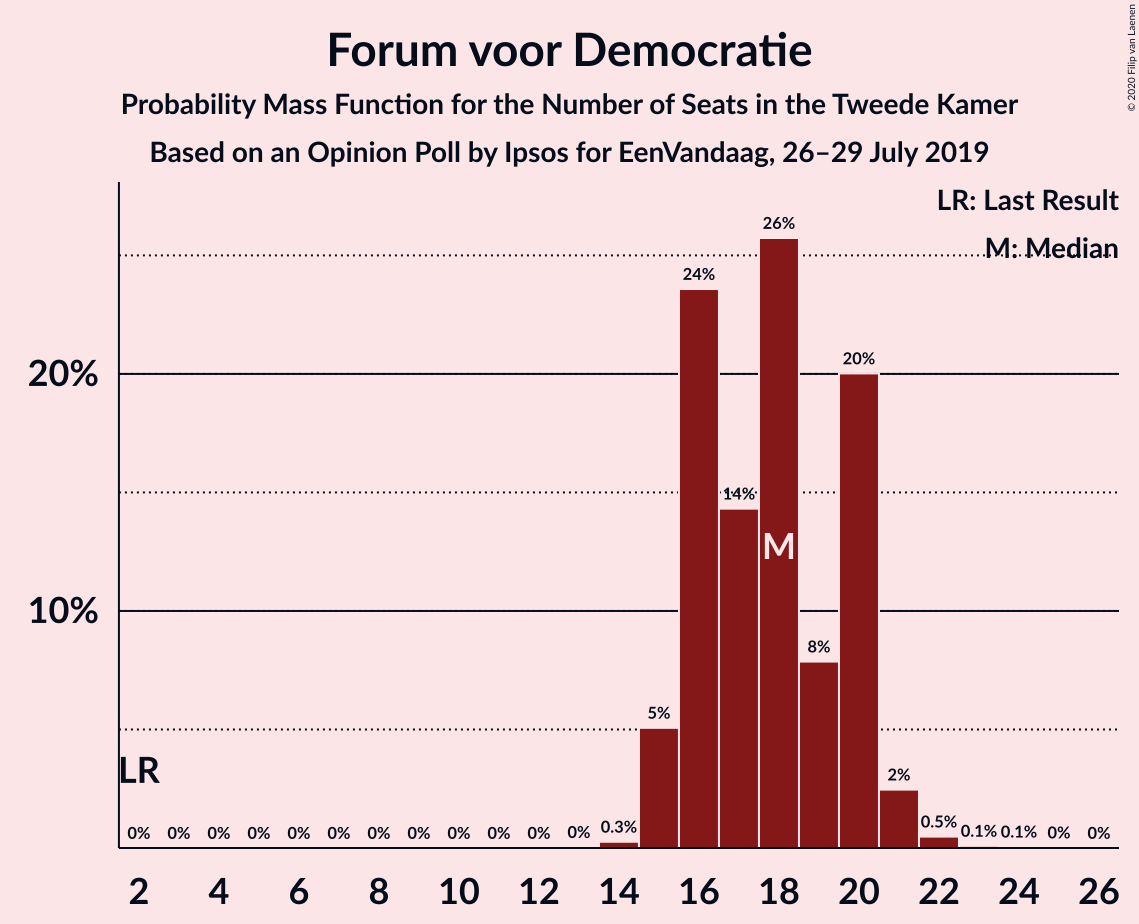 Forum voor Democratie
Probability Mass Function for the Number of Seats in the Tweede Kamer
Based on an Opinion Poll by Ipsos for EenVandaag, 26–29 July 2019
© 2020 Filip van Laenen
LR: Last Result
M: Median
20%
10%
LR
M
0% 0% 0% 0% 0% 0% 0% 0% 0% 0% 0% 0% 0.3% 5% 24% 14% 26% 8% 20% 2% 0.5% 0.1% 0.1% 0% 0%
2 4 6 8 10 12 14 16 18 20 22 24 26